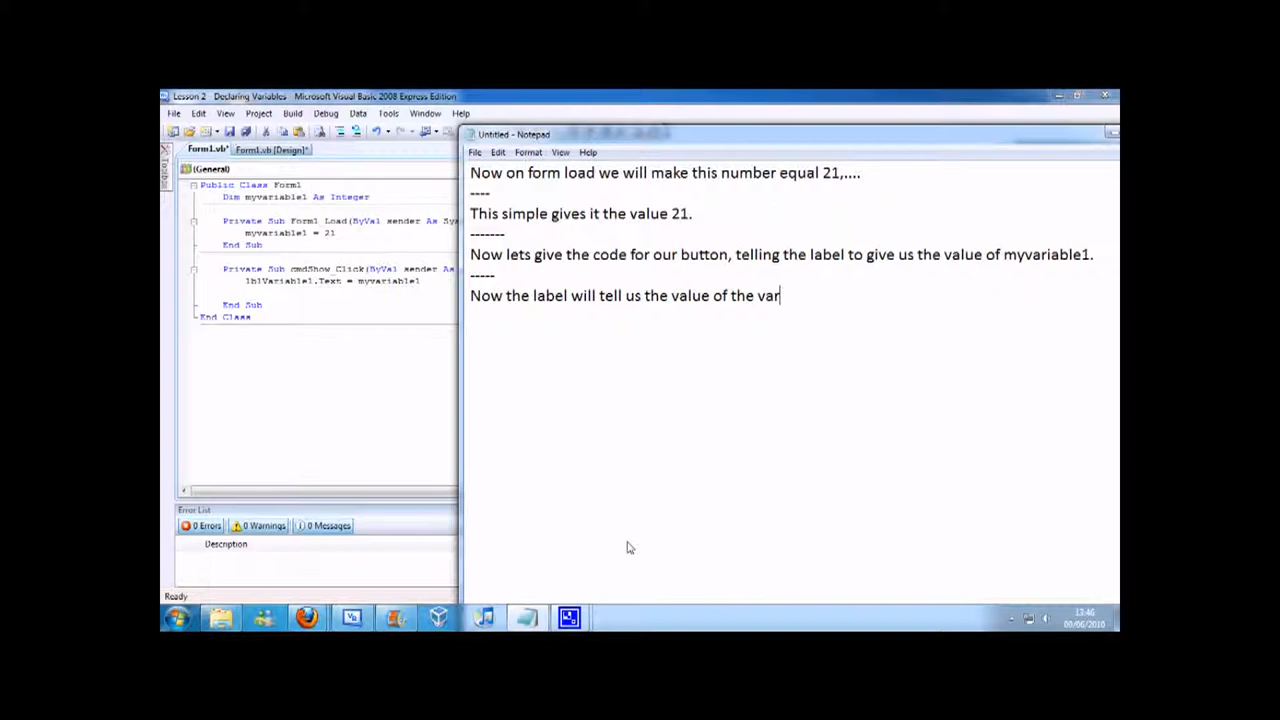 Lesson 2 - Declaring Variables - Microsoft Visual Basic 2008 Express Edition
File Edit View Project Build Debug Data Tools Window Help
Form1.vb* Form1.vb [Design]*
Toolbox
(General)
Public Class Form1
Dim myvariable1 As Integer
Private Sub Form1_Load(ByVal sender As Sys
myvariable1 = 21
End Sub
Private Sub cmdShow_Click(ByVal sender As
lblVariable1.Text = myvariable1
End Sub
End Class
Error List
0 Errors 0 Warnings 0 Messages
Description
Ready
Untitled - Notepad
File Edit Format View Help
Now on form load we will make this number equal 21,....
----
This simple gives it the value 21.
-------
Now lets give the code for our button, telling the label to give us the value of myvariable1.
-----
Now the label will tell us the value of the var
13:46
09/06/2010